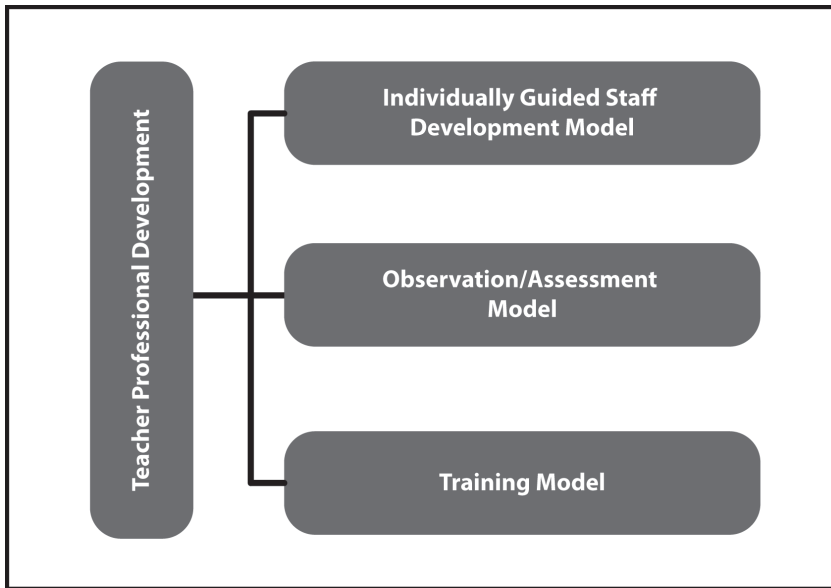 Teacher Professional Development
Individually Guided Staff
Development Model
Observation/Assessment
Model
Training Model